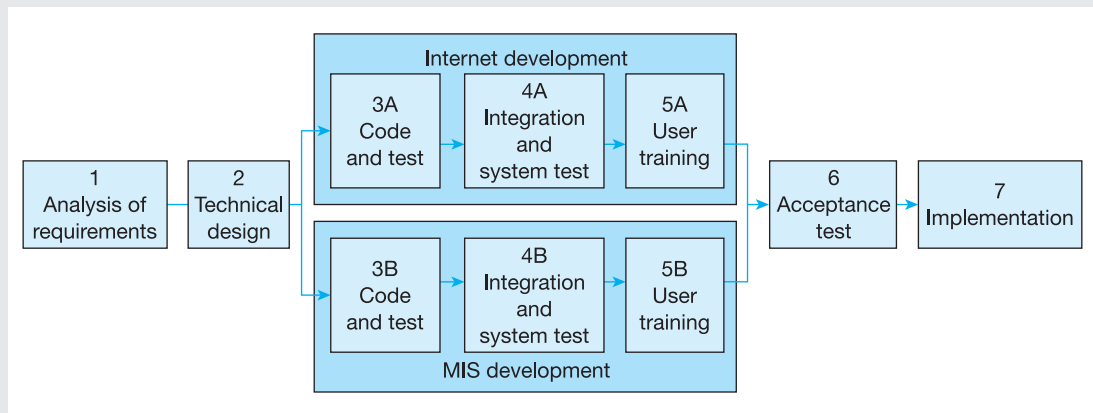 Internet development
3A
Code
and test
4A
Integration
and
system test
5A
User
training
1
Analysis of
requirements
2
Technical
design
6
Acceptance
test
7
Implementation
3B
Code
and test
4B
Integration
and
system test
5B
User
training
MIS development